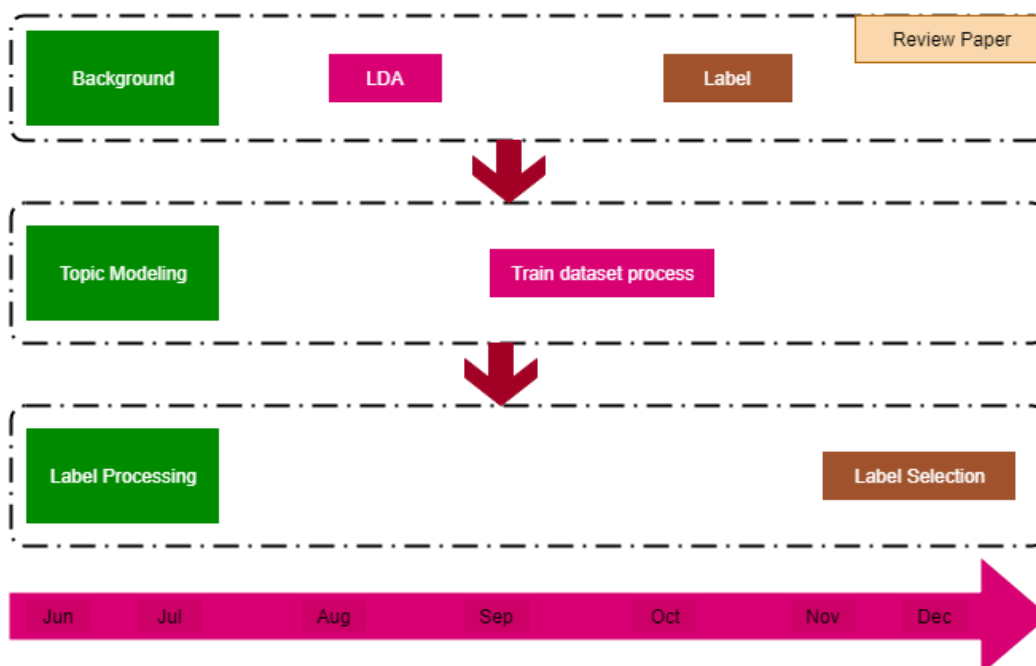 Review Paper
Background
LDA
Label
Topic Modeling
Train dataset process
Label Processing
Label Selection
Jun
Jul
Aug
Sep
Oct
Nov
Dec